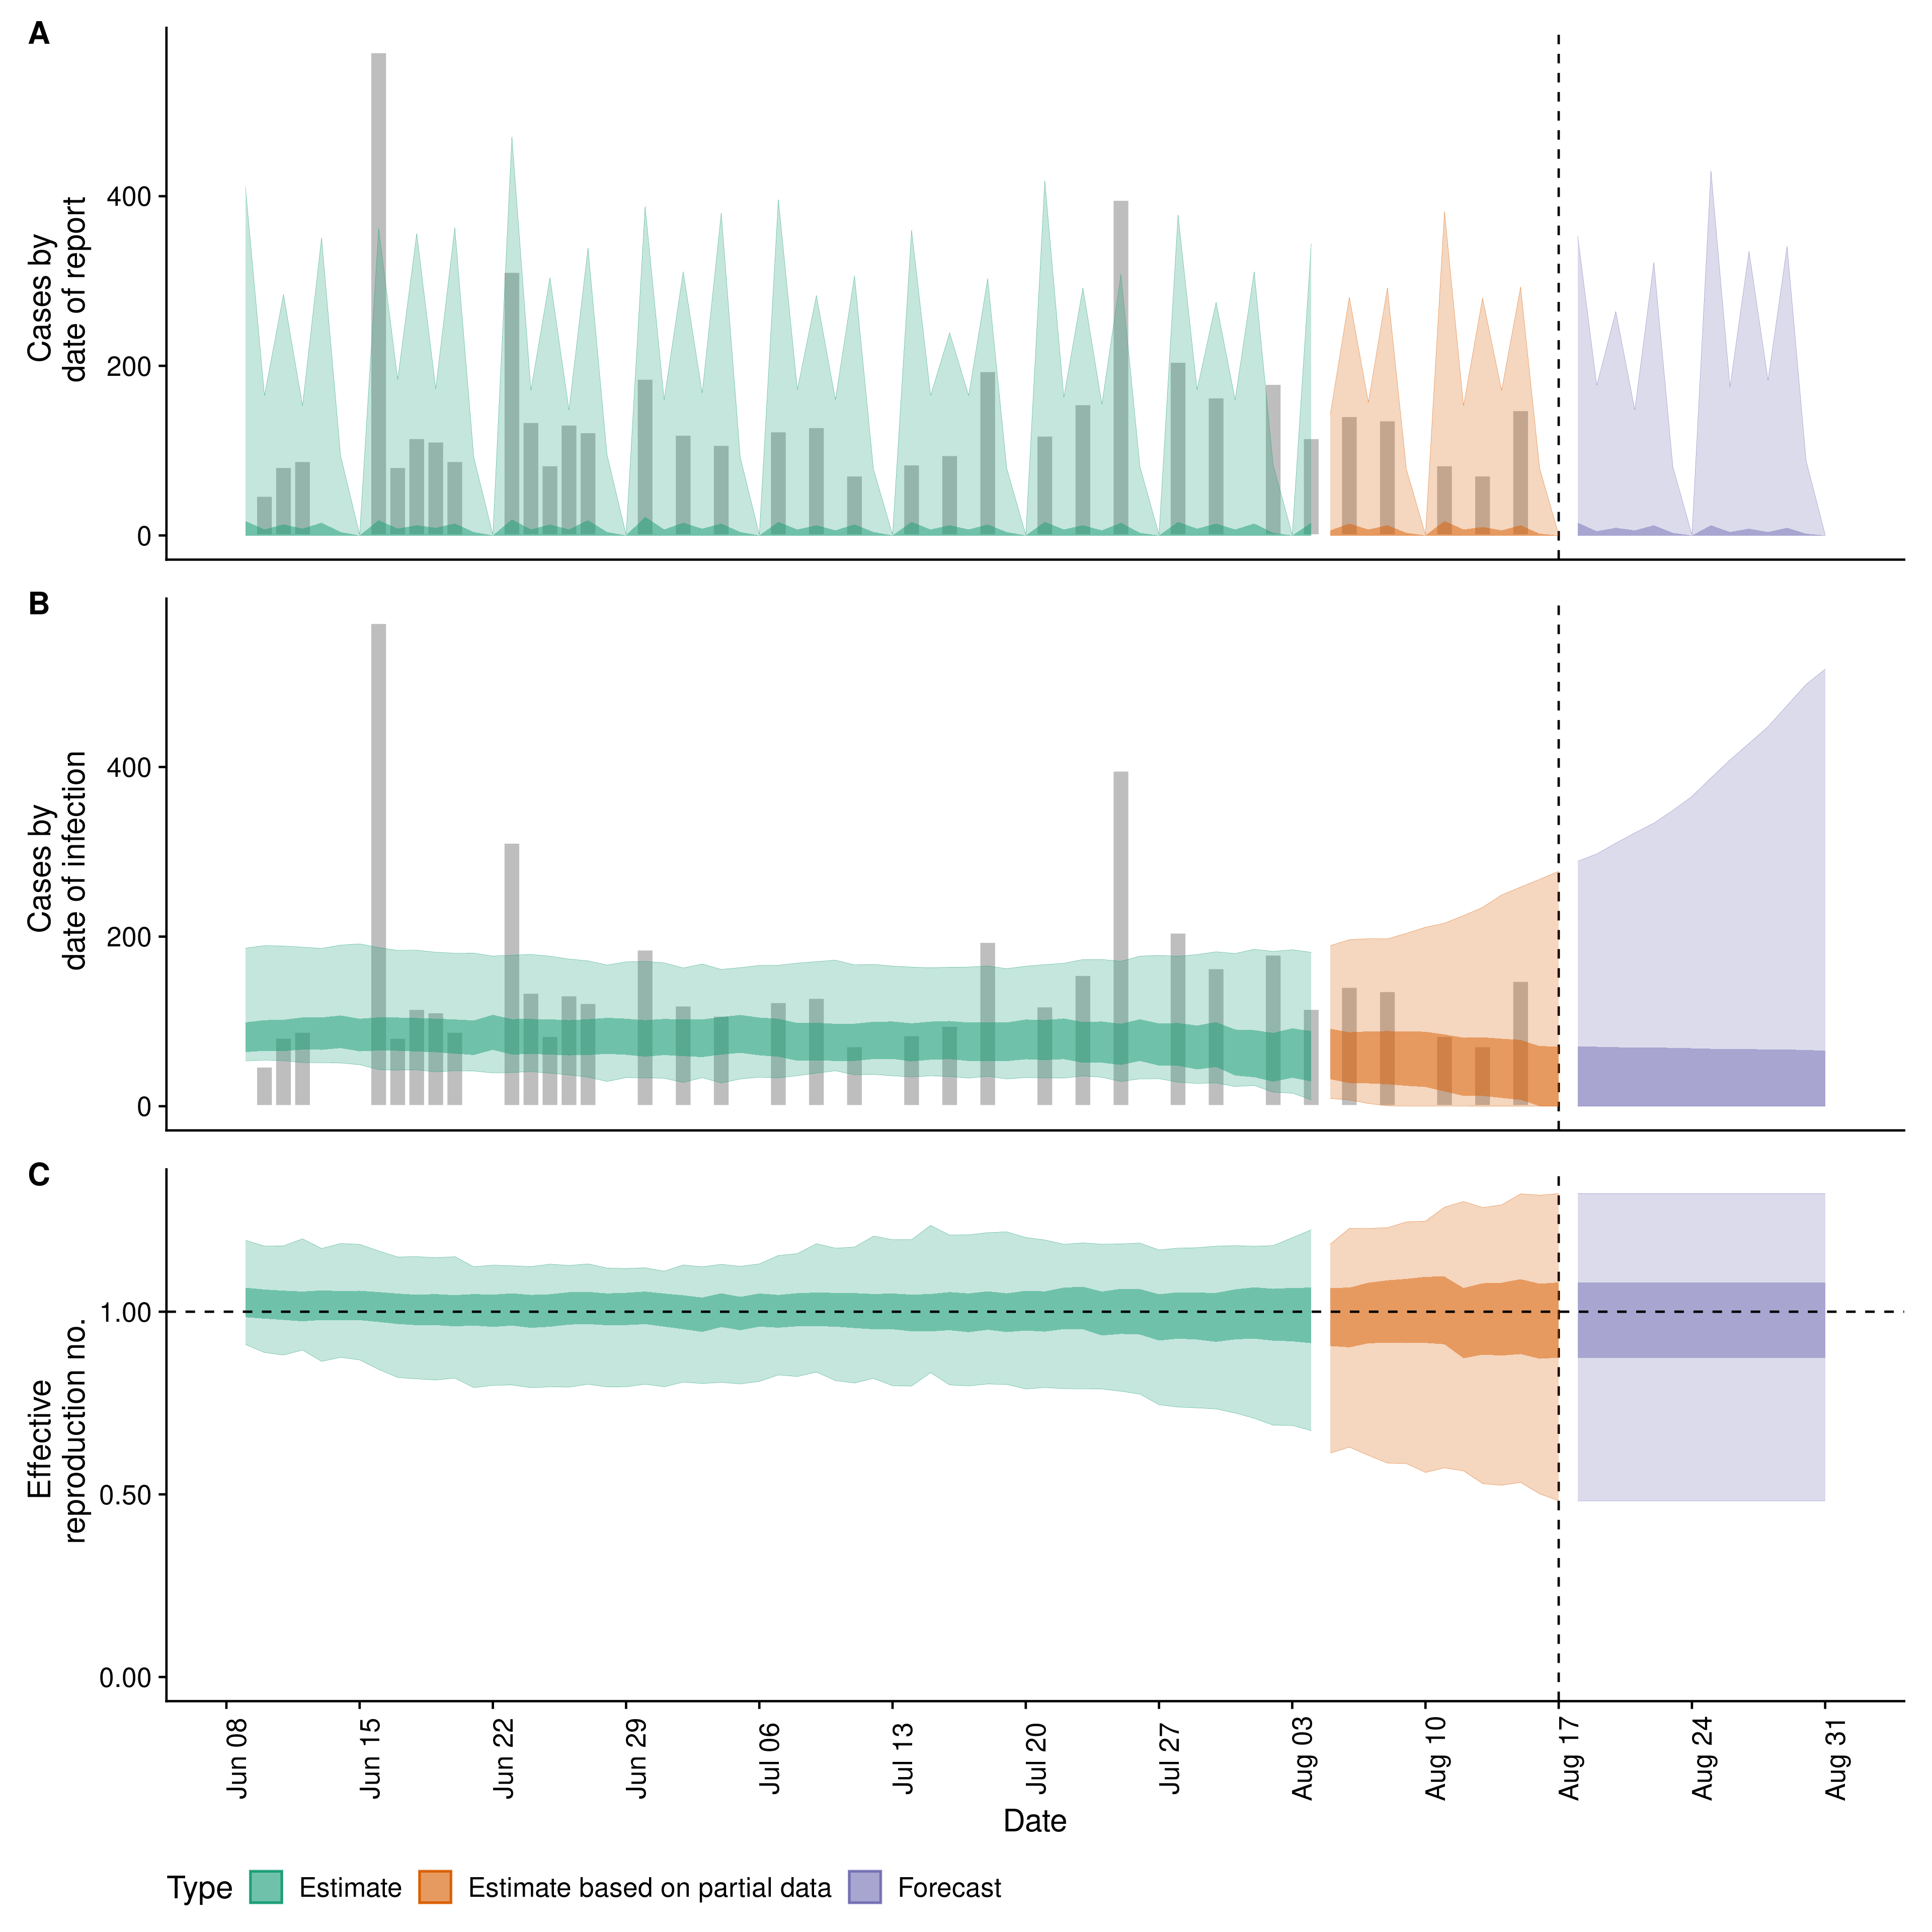 A
Cases by
date of report
400
200
0
B
Cases by
date of infection
400
200
0
C
Effective
reproduction no.
1.00
0.50
0.00
Jun 08
Jun 15
Jun 22
Jun 29
Jul 06
Jul 13
Jul 20
Jul 27
Aug 03
Aug 10
Aug 17
Aug 24
Aug 31
Date
Type Estimate Estimate based on partial data Forecast